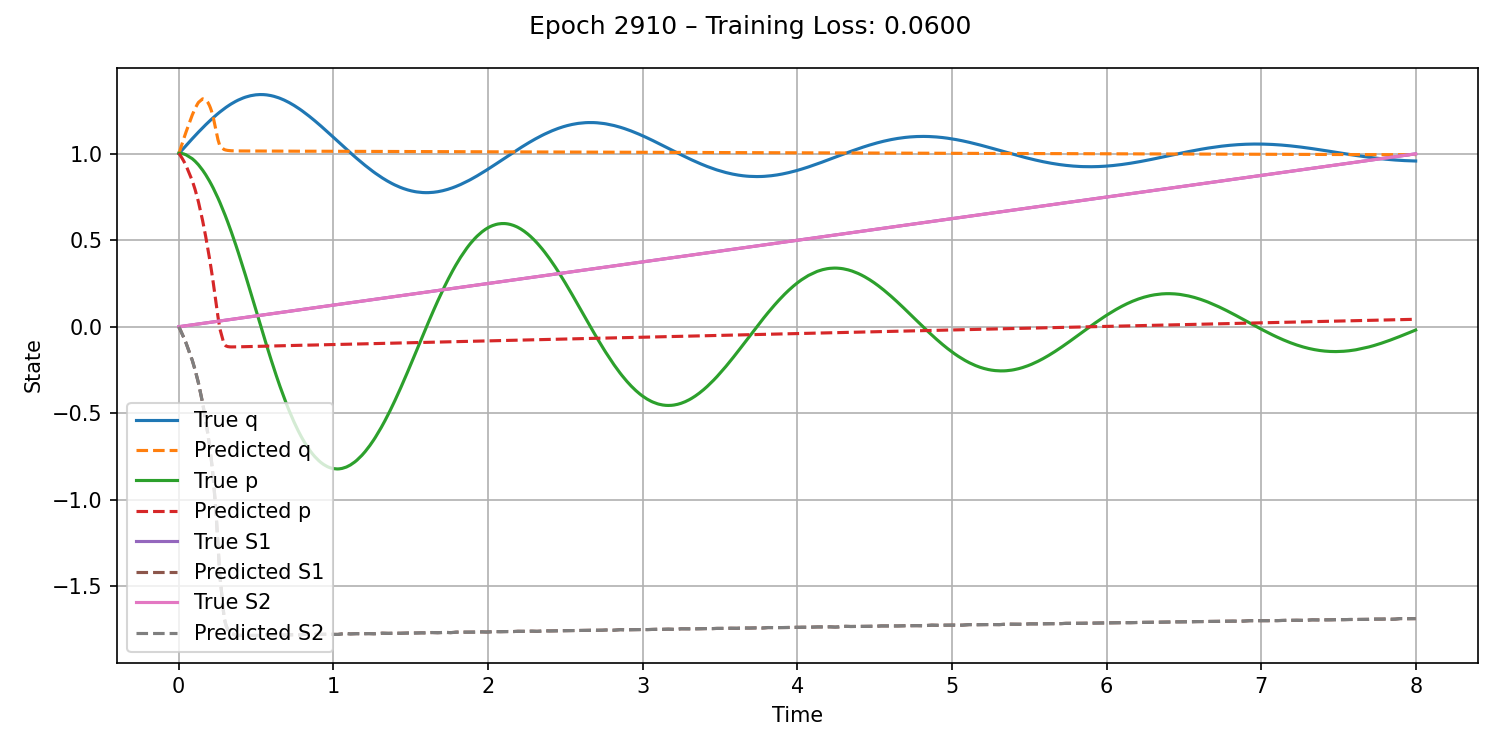 Epoch 2910 – Training Loss: 0.0600
1.0
0.5
0.0
−0.5
−1.0
−1.5
State
True q
Predicted q
True p
Predicted p
True S1
Predicted S1
True S2
Predicted S2
0 1 2 3 4 5 6 7 8
Time